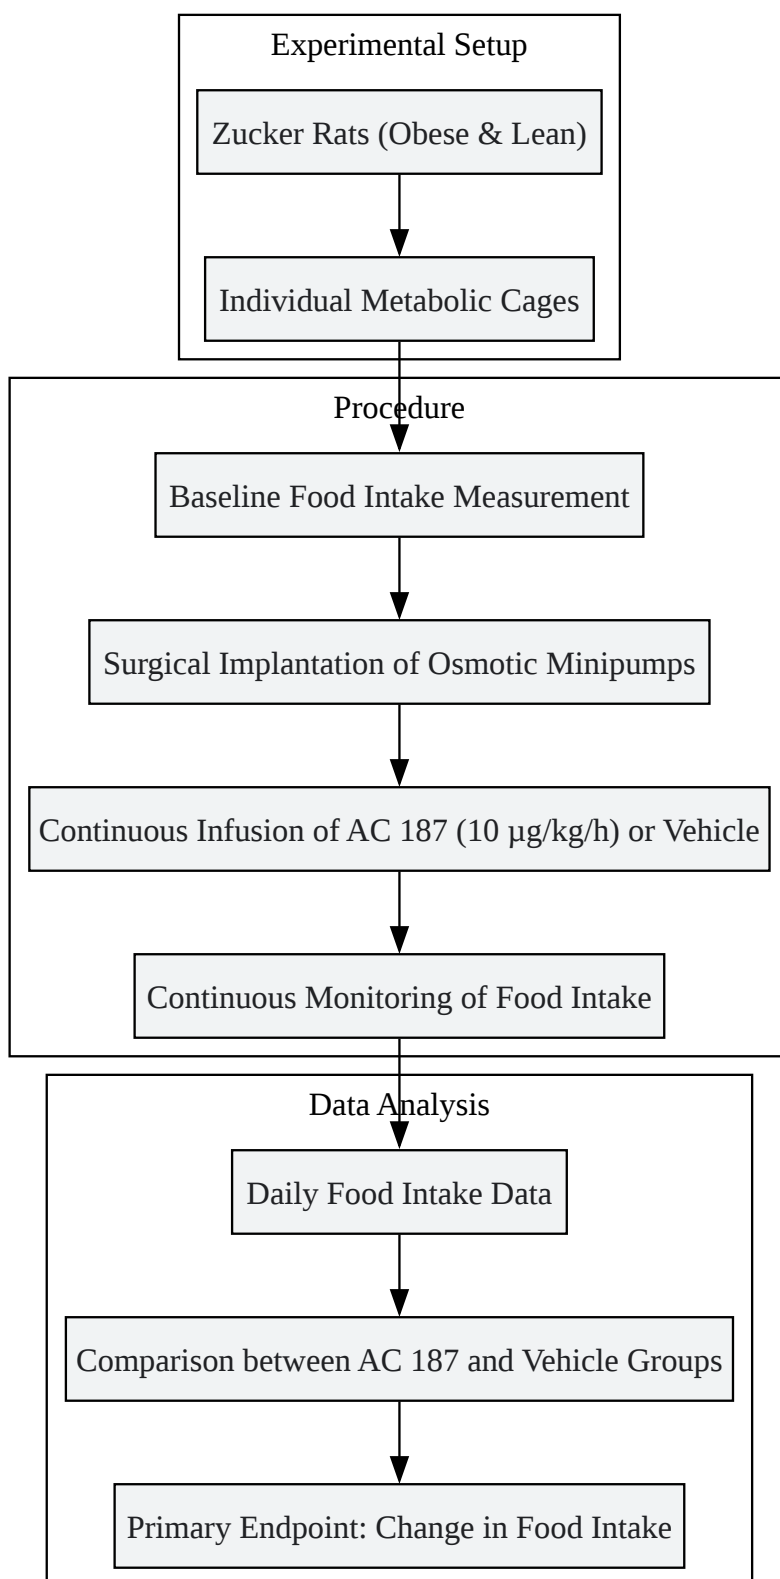 Experimental Setup
Zucker Rats (Obese & Lean)
Individual Metabolic Cages
Procedure
Baseline Food Intake Measurement
Surgical Implantation of Osmotic Minipumps
Continuous Infusion of AC 187 (10 µg/kg/h) or Vehicle
Continuous Monitoring of Food Intake
Data Analysis
Daily Food Intake Data
Comparison between AC 187 and Vehicle Groups
Primary Endpoint: Change in Food Intake